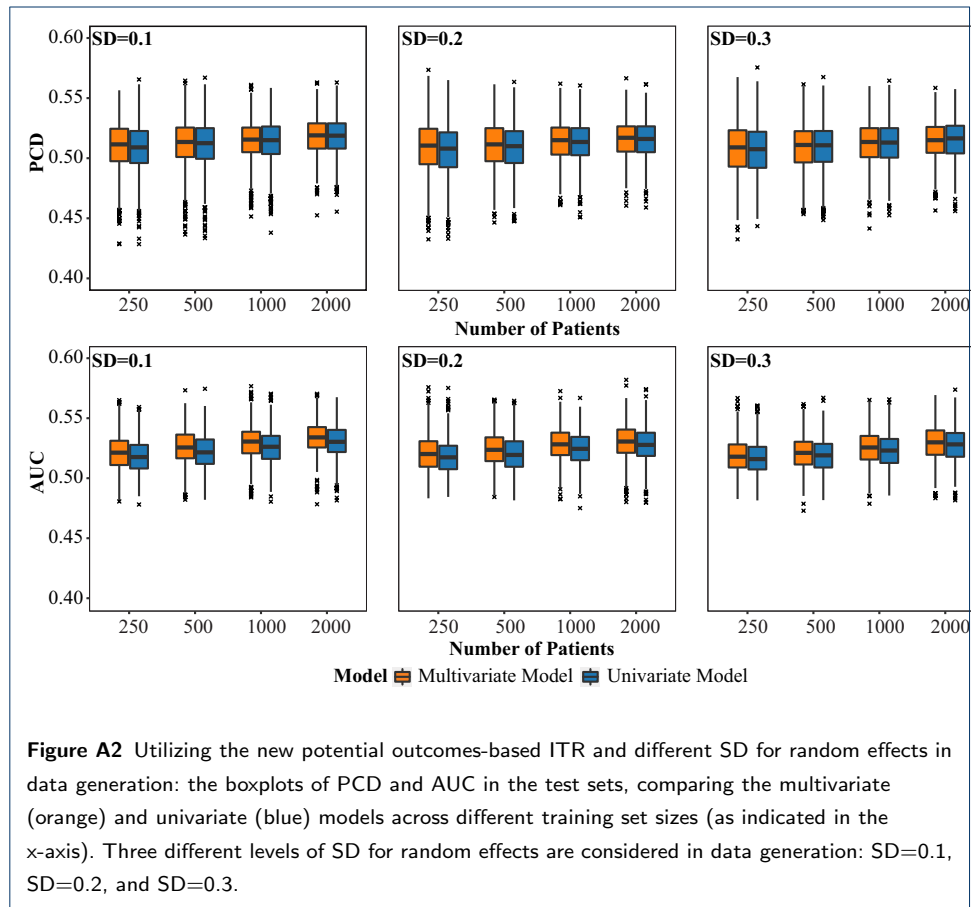 0.60
0.55
0.50
0.45
0.40
PCD
SD=0.1
SD=0.2
SD=0.3
250 500 1000 2000
250 500 1000 2000
250 500 1000 2000
Number of Patients
0.60
0.55
0.50
0.45
0.40
AUC
SD=0.1
SD=0.2
SD=0.3
250 500 1000 2000
250 500 1000 2000
250 500 1000 2000
Number of Patients
Model Multivariate Model Univariate Model
Figure A2 Utilizing the new potential outcomes-based ITR and different SD for random effects in
data generation: the boxplots of PCD and AUC in the test sets, comparing the multivariate
(orange) and univariate (blue) models across different training set sizes (as indicated in the
x-axis). Three different levels of SD for random effects are considered in data generation: SD=0.1,
SD=0.2, and SD=0.3.